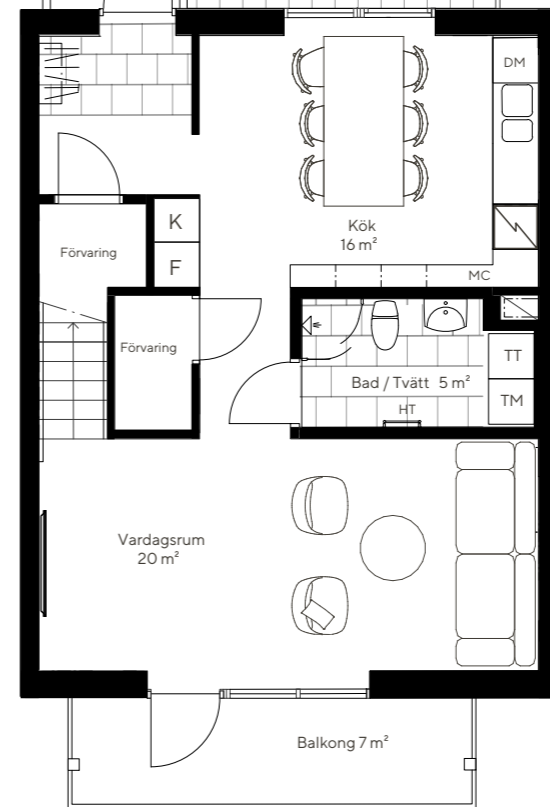 DM
K
F
Kök
16 m²
Förvaring
MC
Förvaring
TT
Bad / Tvätt 5 m²
TM
HT
Vardagsrum
20 m²
Balkong 7 m²